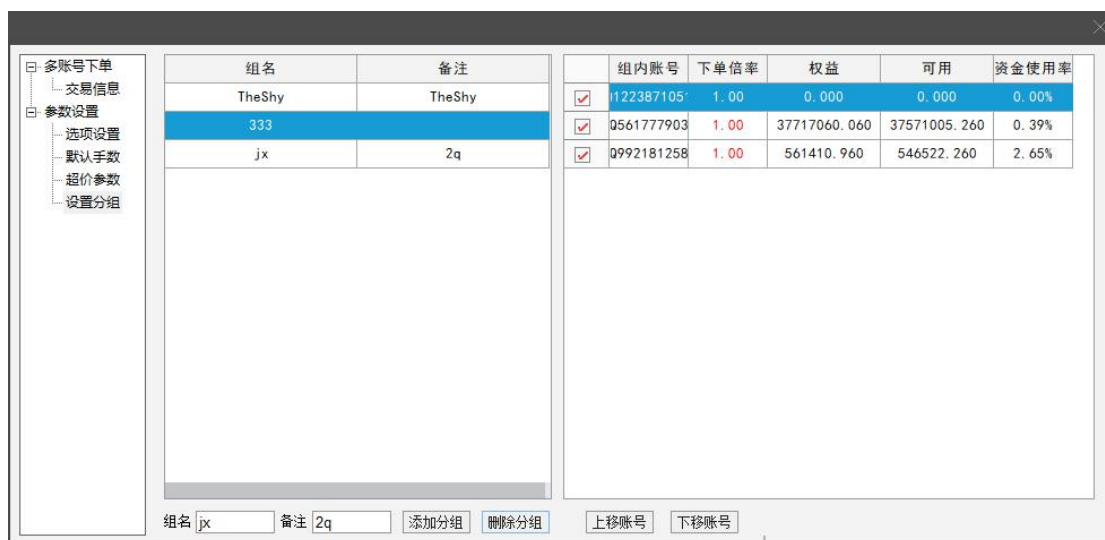 多账号下单
交易信息
参数设置
选项设置
默认手数
超价参数
设置分组
组名 备注
TheShy TheShy
333
jx 2q
组内账号 下单倍率 权益 可用 资金使用率
1.00 0.000 0.000 0.00%
0561777903 1.00 37717060.060 37571005.260 0.39%
0992181258 1.00 561410.960 546522.260 2.65%
组名 jx 备注 2q 添加分组 删除分组 上移账号 下移账号